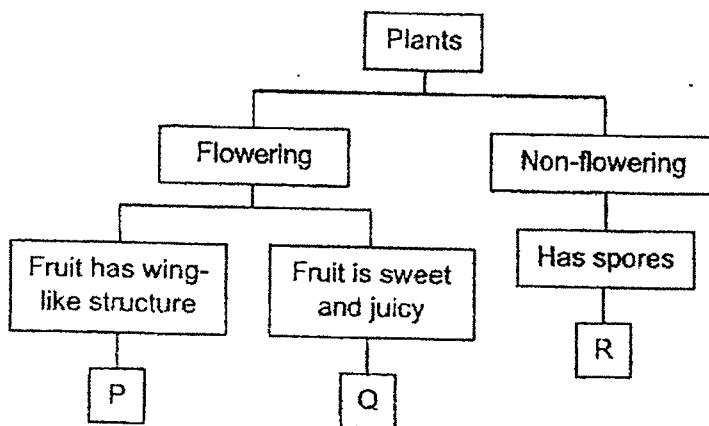 Plants
Flowering
Non-flowering
Fruit has wing-
like structure
Fruit is sweet
and juicy
Has spores
P
Q
R